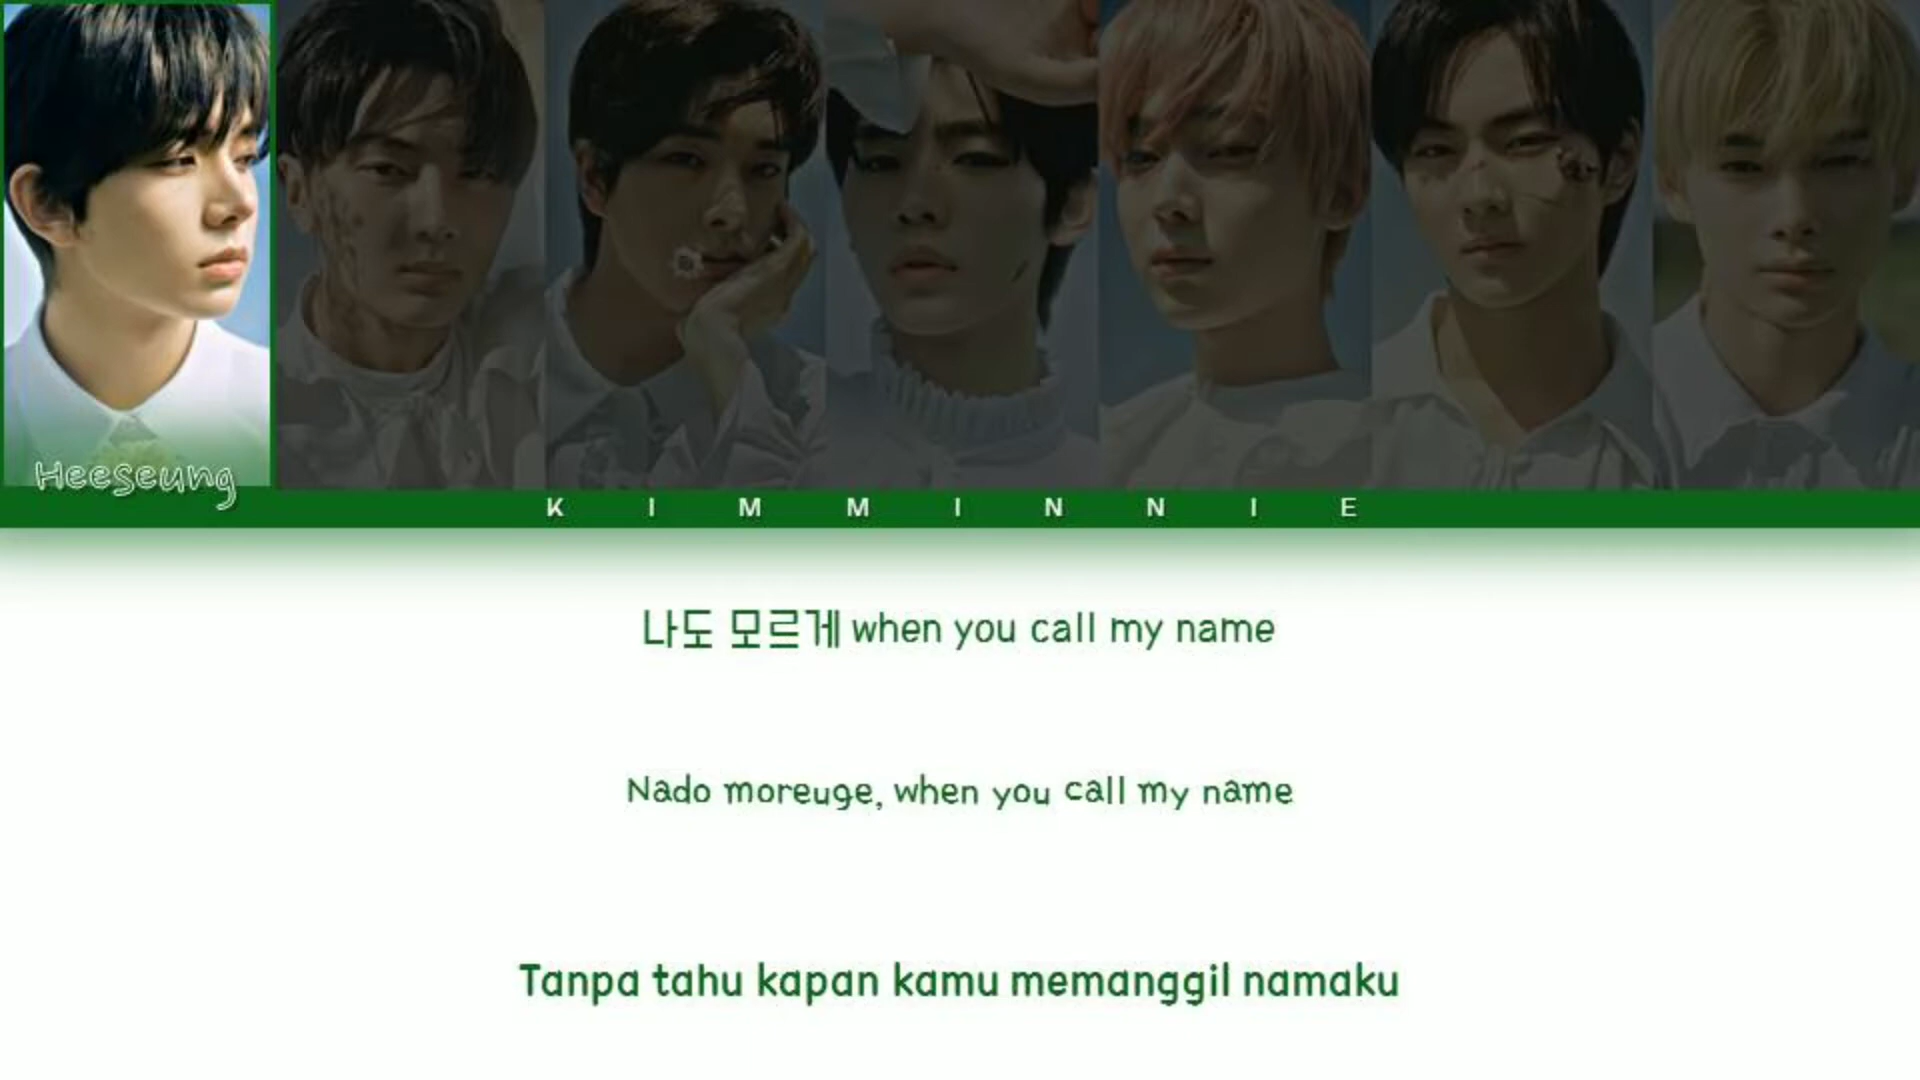 Heeseung
KIMMINNIE
나도 모르게 when you call my name
Nado moreuge, when you call my name
Tanpa tahu kapan kamu memanggil namaku